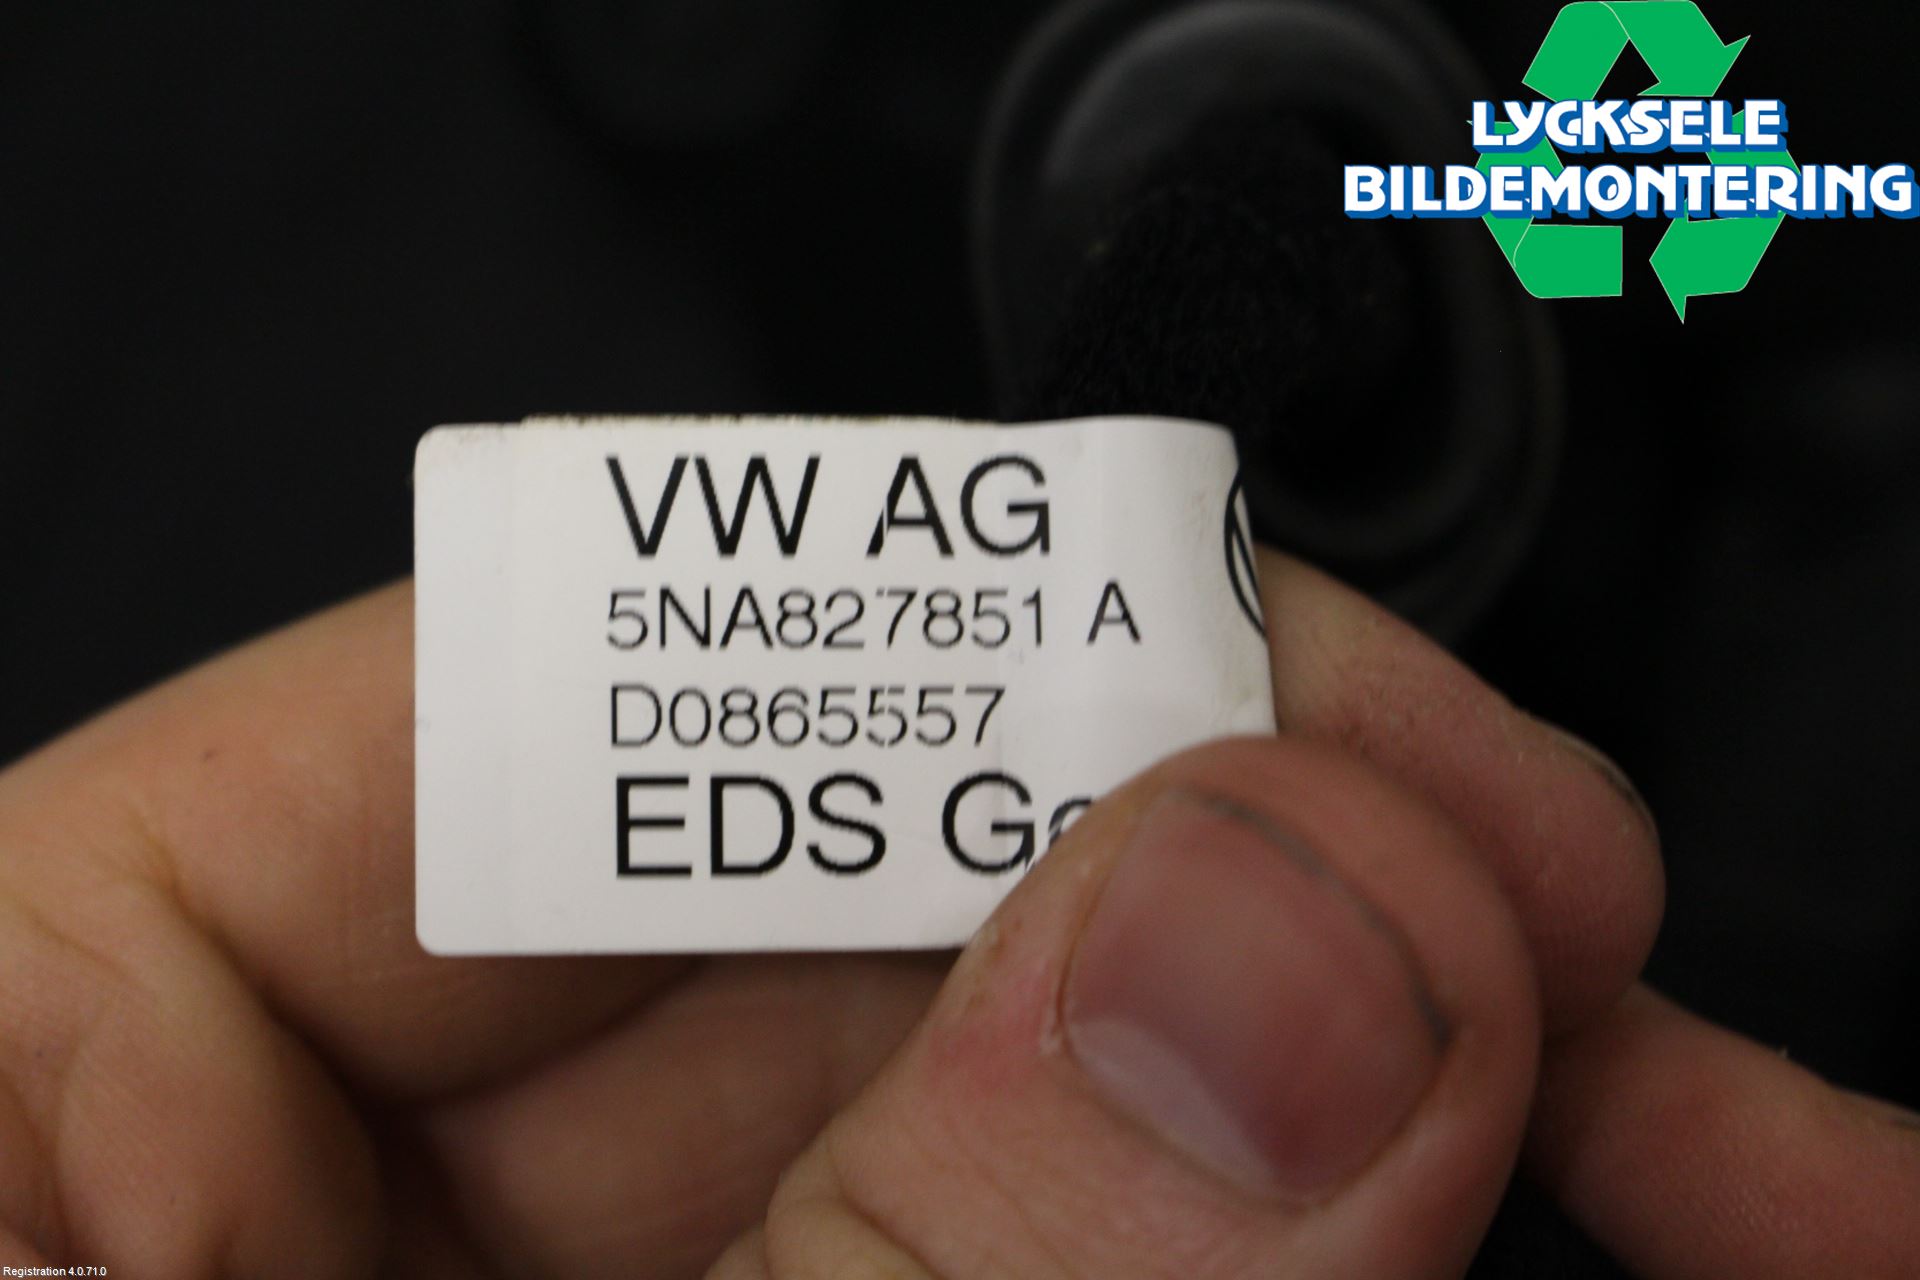 LYCKSELE
BILDEMONTERING
VW AG
5NA827851 A
D0865557
EDS
Registration 4.0.71.0